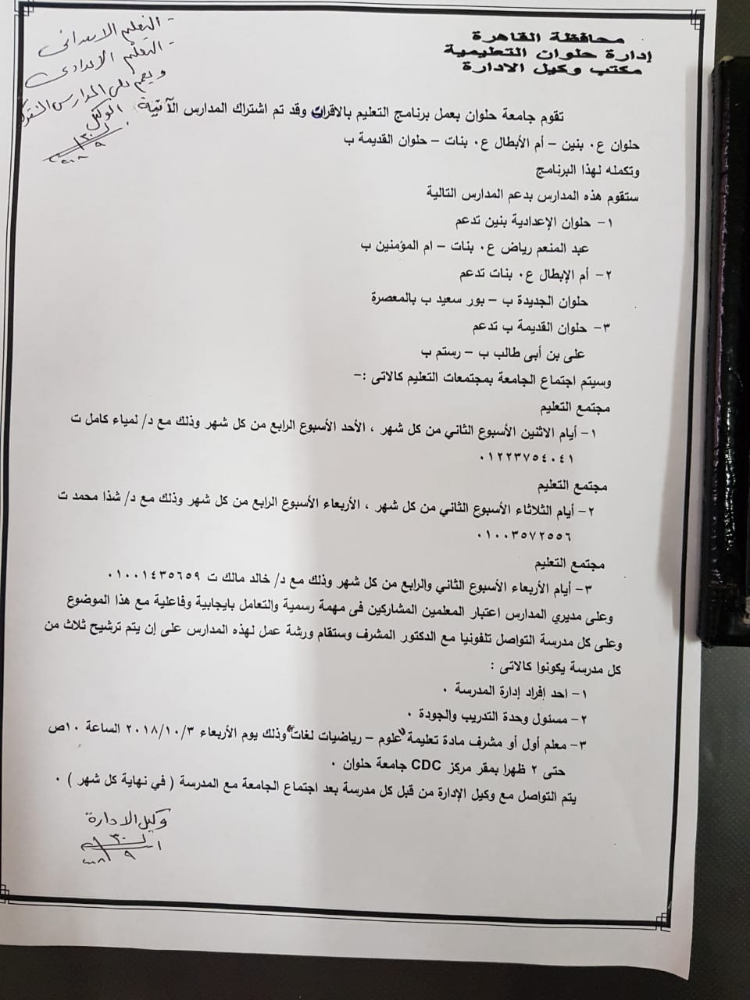 محافظة القاهرة
إدارة حلوان التعليمية
مكتب وكيل الادارة
- التعليم الابتدائى
- التعليم الاعدادى
الوكيل
٣٠
٩
تقوم جامعة حلوان بعمل برنامج التعليم بالاقران وقد تم اشتراك المدارس الآتية
حلوان ع٠ بنين – أم الأبطال ع٠ بنات – حلوان القديمة ب
وتكمله لهذا البرنامج
ستقوم هذه المدارس بدعم المدارس التالية
١- حلوان الإعدادية بنين تدعم
عبد المنعم رياض ع٠ بنات – ام المؤمنين ب
٢- أم الإبطال ع٠ بنات تدعم
حلوان الجديدة ب – بور سعيد ب بالمعصرة
٣- حلوان القديمة ب تدعم
على بن أبى طالب ب – رستم ب
وسيتم اجتماع الجامعة بمجتمعات التعليم كالاتى :-
مجتمع التعليم
١- أيام الاثنين الأسبوع الثاني من كل شهر ، الأحد الأسبوع الرابع من كل شهر وذلك مع د/ لمياء كامل ت
٠١٢٢٣٧٥٤٠٤١
مجتمع التعليم
٢- أيام الثلاثاء الأسبوع الثاني من كل شهر ، الأربعاء الأسبوع الرابع من كل شهر وذلك مع د/ شذا محمد ت
٠١٠٠٣٥٧٢٥٥٦
مجتمع التعليم
٣- أيام الأربعاء الأسبوع الثاني والرابع من كل شهر وذلك مع د/ خالد مالك ت ٠١٠٠١٤٣٥٦٥٩
وعلى مديري المدارس اعتبار المعلمين المشاركين فى مهمة رسمية والتعامل بايجابية وفاعلية مع هذا الموضوع
وعلى كل مدرسة التواصل تلفونيا مع الدكتور المشرف وستقام ورشة عمل لهذه المدارس على إن يتم ترشيح ثلاث من
كل مدرسة يكونوا كالاتى :
١- احد إفراد إدارة المدرسة ٠
٢- مسئول وحدة التدريب والجودة ٠
٣- معلم أول أو مشرف مادة تعليمة "علوم – رياضيات لغات" وذلك يوم الأربعاء ٢٠١٨/١٠/٣ الساعة ١٠ص
حتى ٢ ظهرا بمقر مركز CDC جامعة حلوان ٠
يتم التواصل مع وكيل الإدارة من قبل كل مدرسة بعد اجتماع الجامعة مع المدرسة ( في نهاية كل شهر ) ٠
وكيل الادارة
٣٠
٩